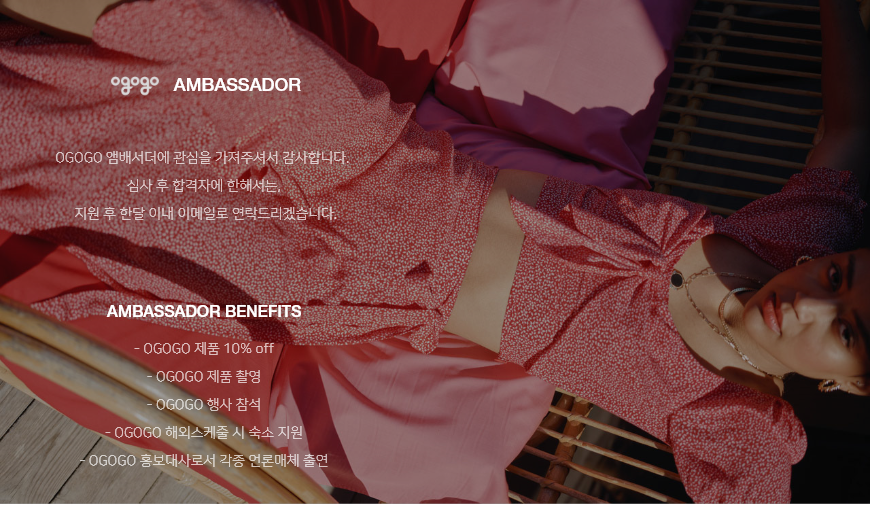 ogogo AMBASSADOR
OGOGO 앰배서더에 관심을 가져주셔서 감사합니다.
심사 후 합격자에 한해서는,
지원 후 한달 이내 이메일로 연락드리겠습니다.
AMBASSADOR BENEFITS
- OGOGO 제품 10% off
- OGOGO 제품 촬영
- OGOGO 행사 참석
- OGOGO 해외스케줄 시 숙소 지원
- OGOGO 홍보대사로서 각종 언론매체 출연